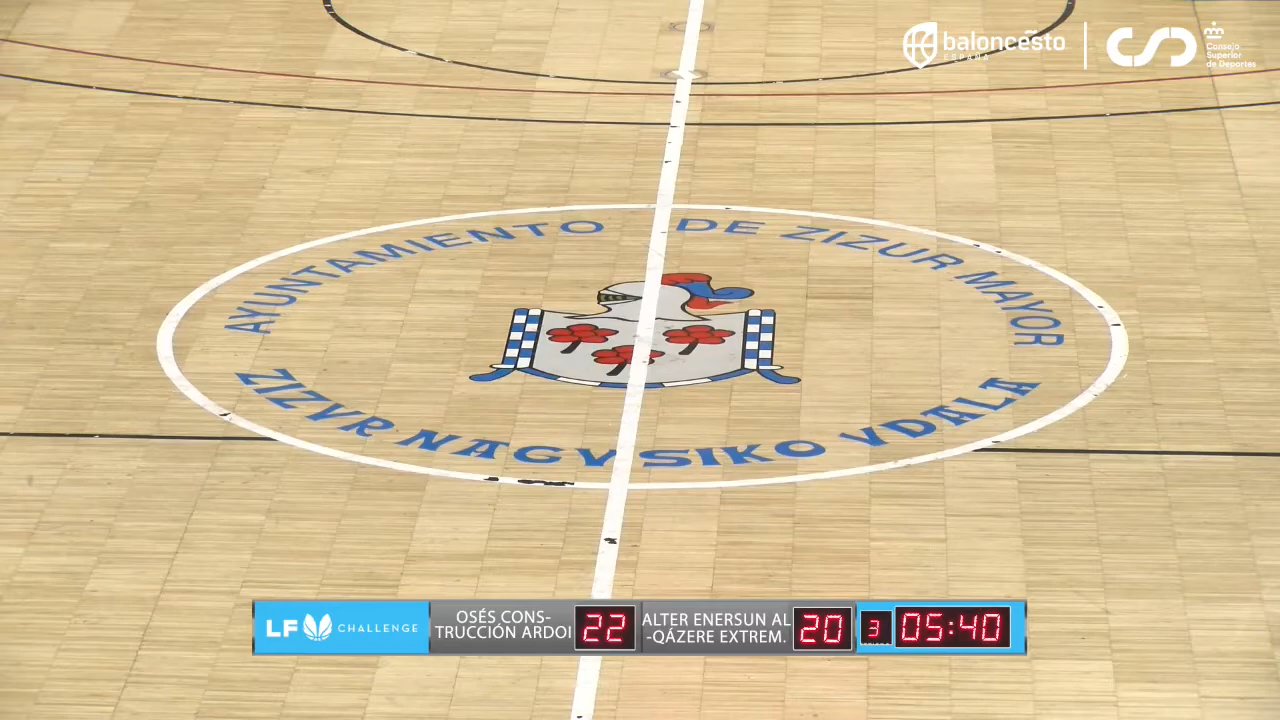 baloncesto
ESPAÑA
Consejo
Superior
de Deportes
AYUNTAMIENTO DE ZIZUR MAYOR
ZIZVR NAGVSIKO VDALA
LF CHALLENGE
OSÉS CONS-
TRUCCIÓN ARDOI
22
ALTER ENERSUN AL
-QÁZERE EXTREM.
20
3
05:40